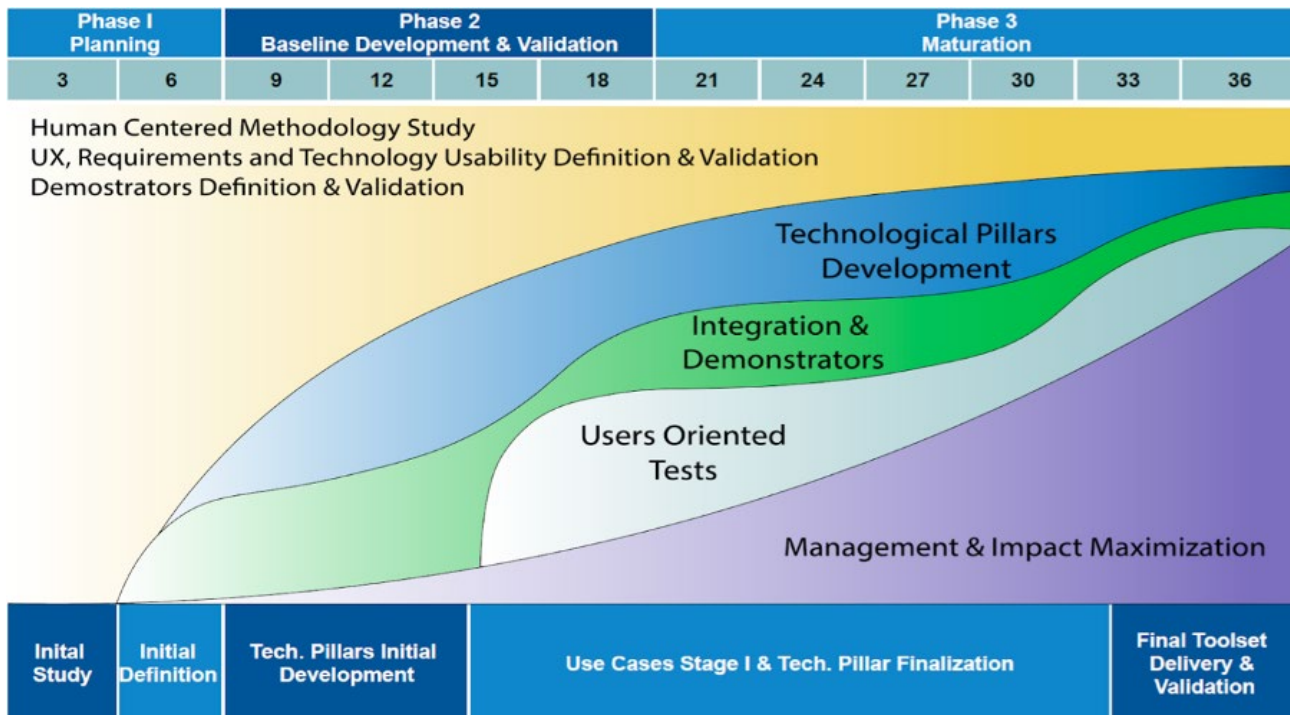 Phase I
Planning
Phase 2
Baseline Development & Validation
Phase 3
Maturation
3 6 9 12 15 18 21 24 27 30 33 36
Human Centered Methodology Study
UX, Requirements and Technology Usability Definition & Validation
Demostrators Definition & Validation
Technological Pillars
Development
Integration &
Demonstrators
Users Oriented
Tests
Management & Impact Maximization
Inital
Study
Initial
Definition
Tech. Pillars Initial
Development
Use Cases Stage I & Tech. Pillar Finalization
Final Toolset
Delivery &
Validation